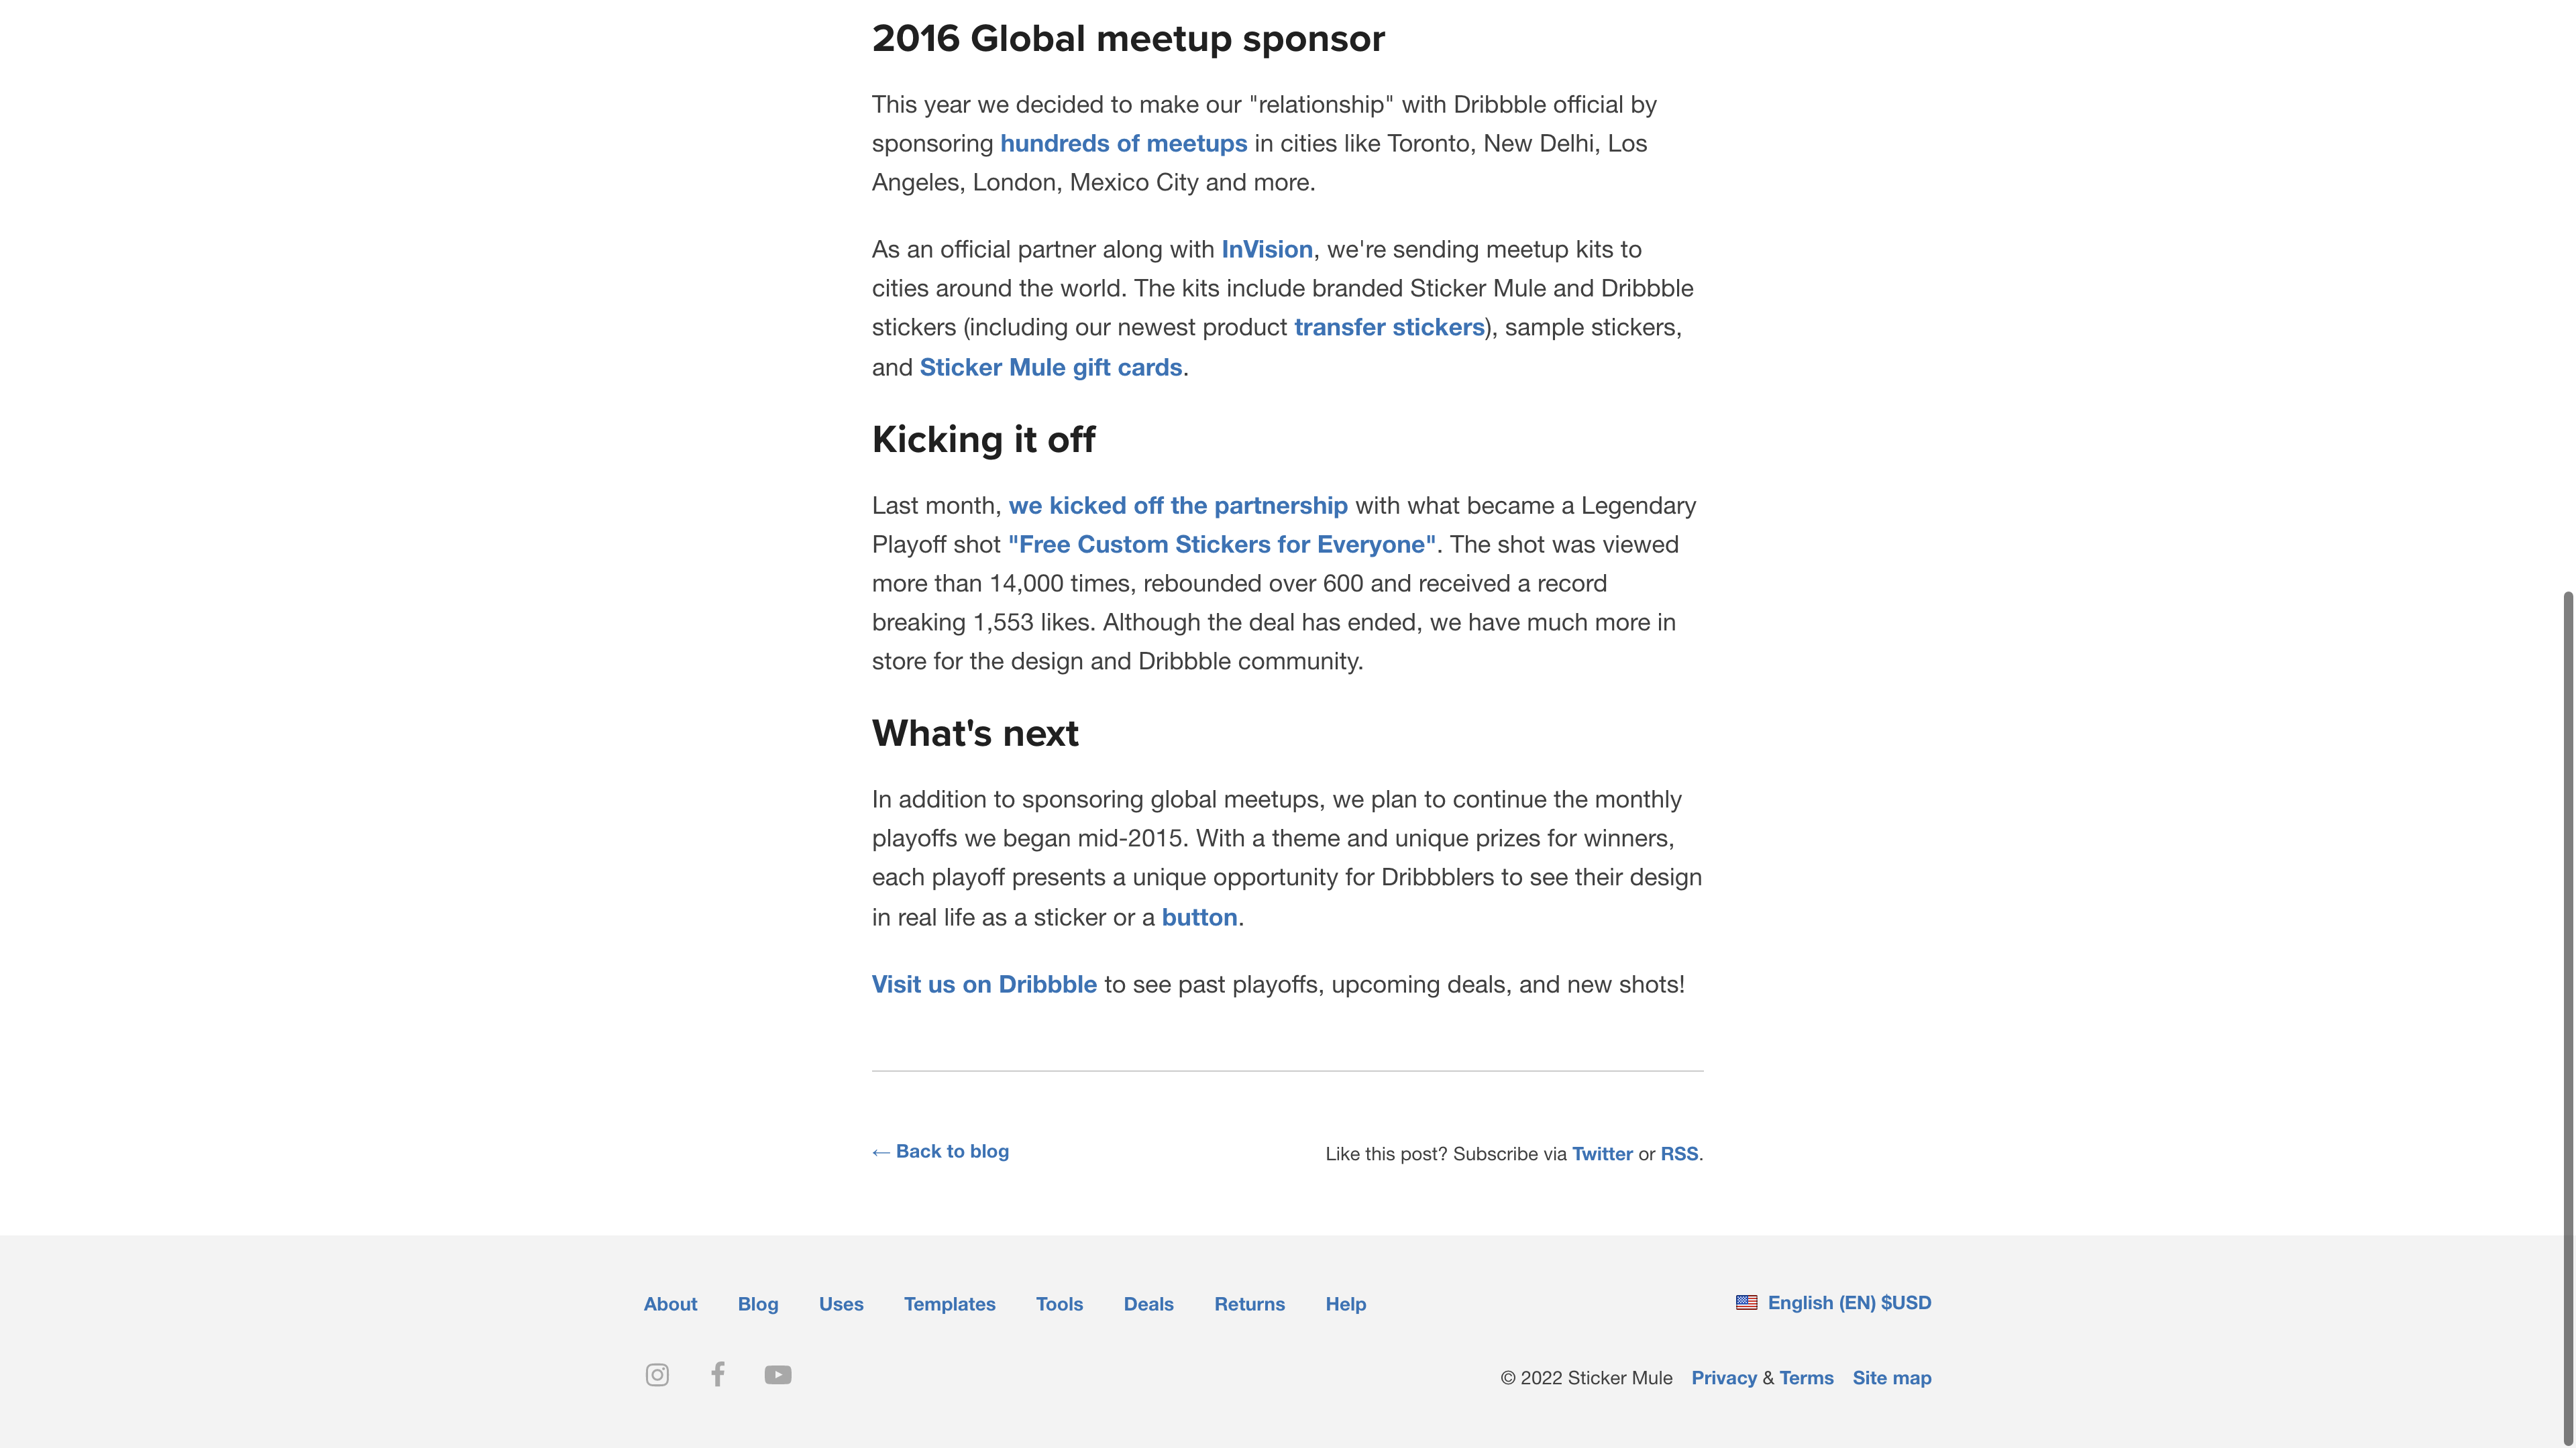 2016 Global meetup sponsor
This year we decided to make our "relationship" with Dribbble official by
sponsoring hundreds of meetups in cities like Toronto, New Delhi, Los
Angeles, London, Mexico City and more.
As an official partner along with InVision, we're sending meetup kits to
cities around the world. The kits include branded Sticker Mule and Dribbble
stickers (including our newest product transfer stickers), sample stickers,
and Sticker Mule gift cards.
Kicking it off
Last month, we kicked off the partnership with what became a Legendary
Playoff shot "Free Custom Stickers for Everyone". The shot was viewed
more than 14,000 times, rebounded over 600 and received a record
breaking 1,553 likes. Although the deal has ended, we have much more in
store for the design and Dribbble community.
What's next
In addition to sponsoring global meetups, we plan to continue the monthly
playoffs we began mid-2015. With a theme and unique prizes for winners,
each playoff presents a unique opportunity for Dribbblers to see their design
in real life as a sticker or a button.
Visit us on Dribbble to see past playoffs, upcoming deals, and new shots!
← Back to blog
Like this post? Subscribe via Twitter or RSS.
About Blog Uses Templates Tools Deals Returns Help
English (EN) $USD
© 2022 Sticker Mule Privacy & Terms Site map